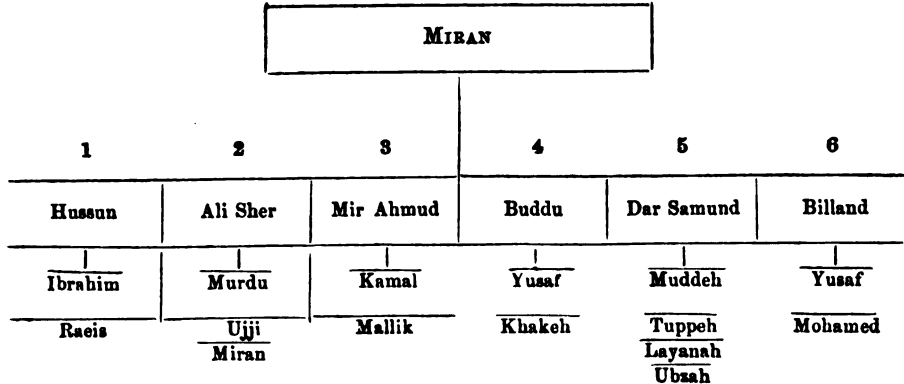 MIRAN
1 2 3 4 5 6
Hussun Ali Sher Mir Ahmud Buddu Dar Samund Billand
Ibrahim Murdu Kamal Yusaf Muddeh Yusaf
Raeis Ujji Mallik Khakeh Tuppeh Mohamed
Miran Layanah
Ubzah